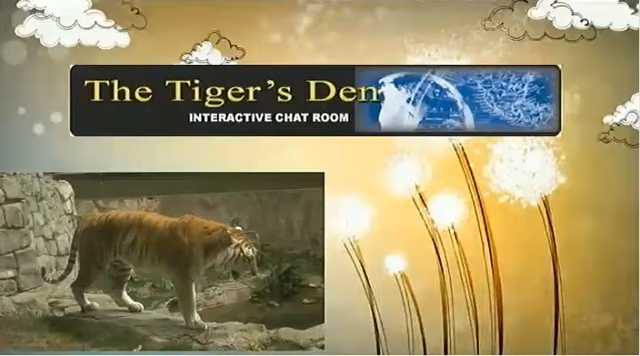 The Tiger's Den
INTERACTIVE CHAT ROOM